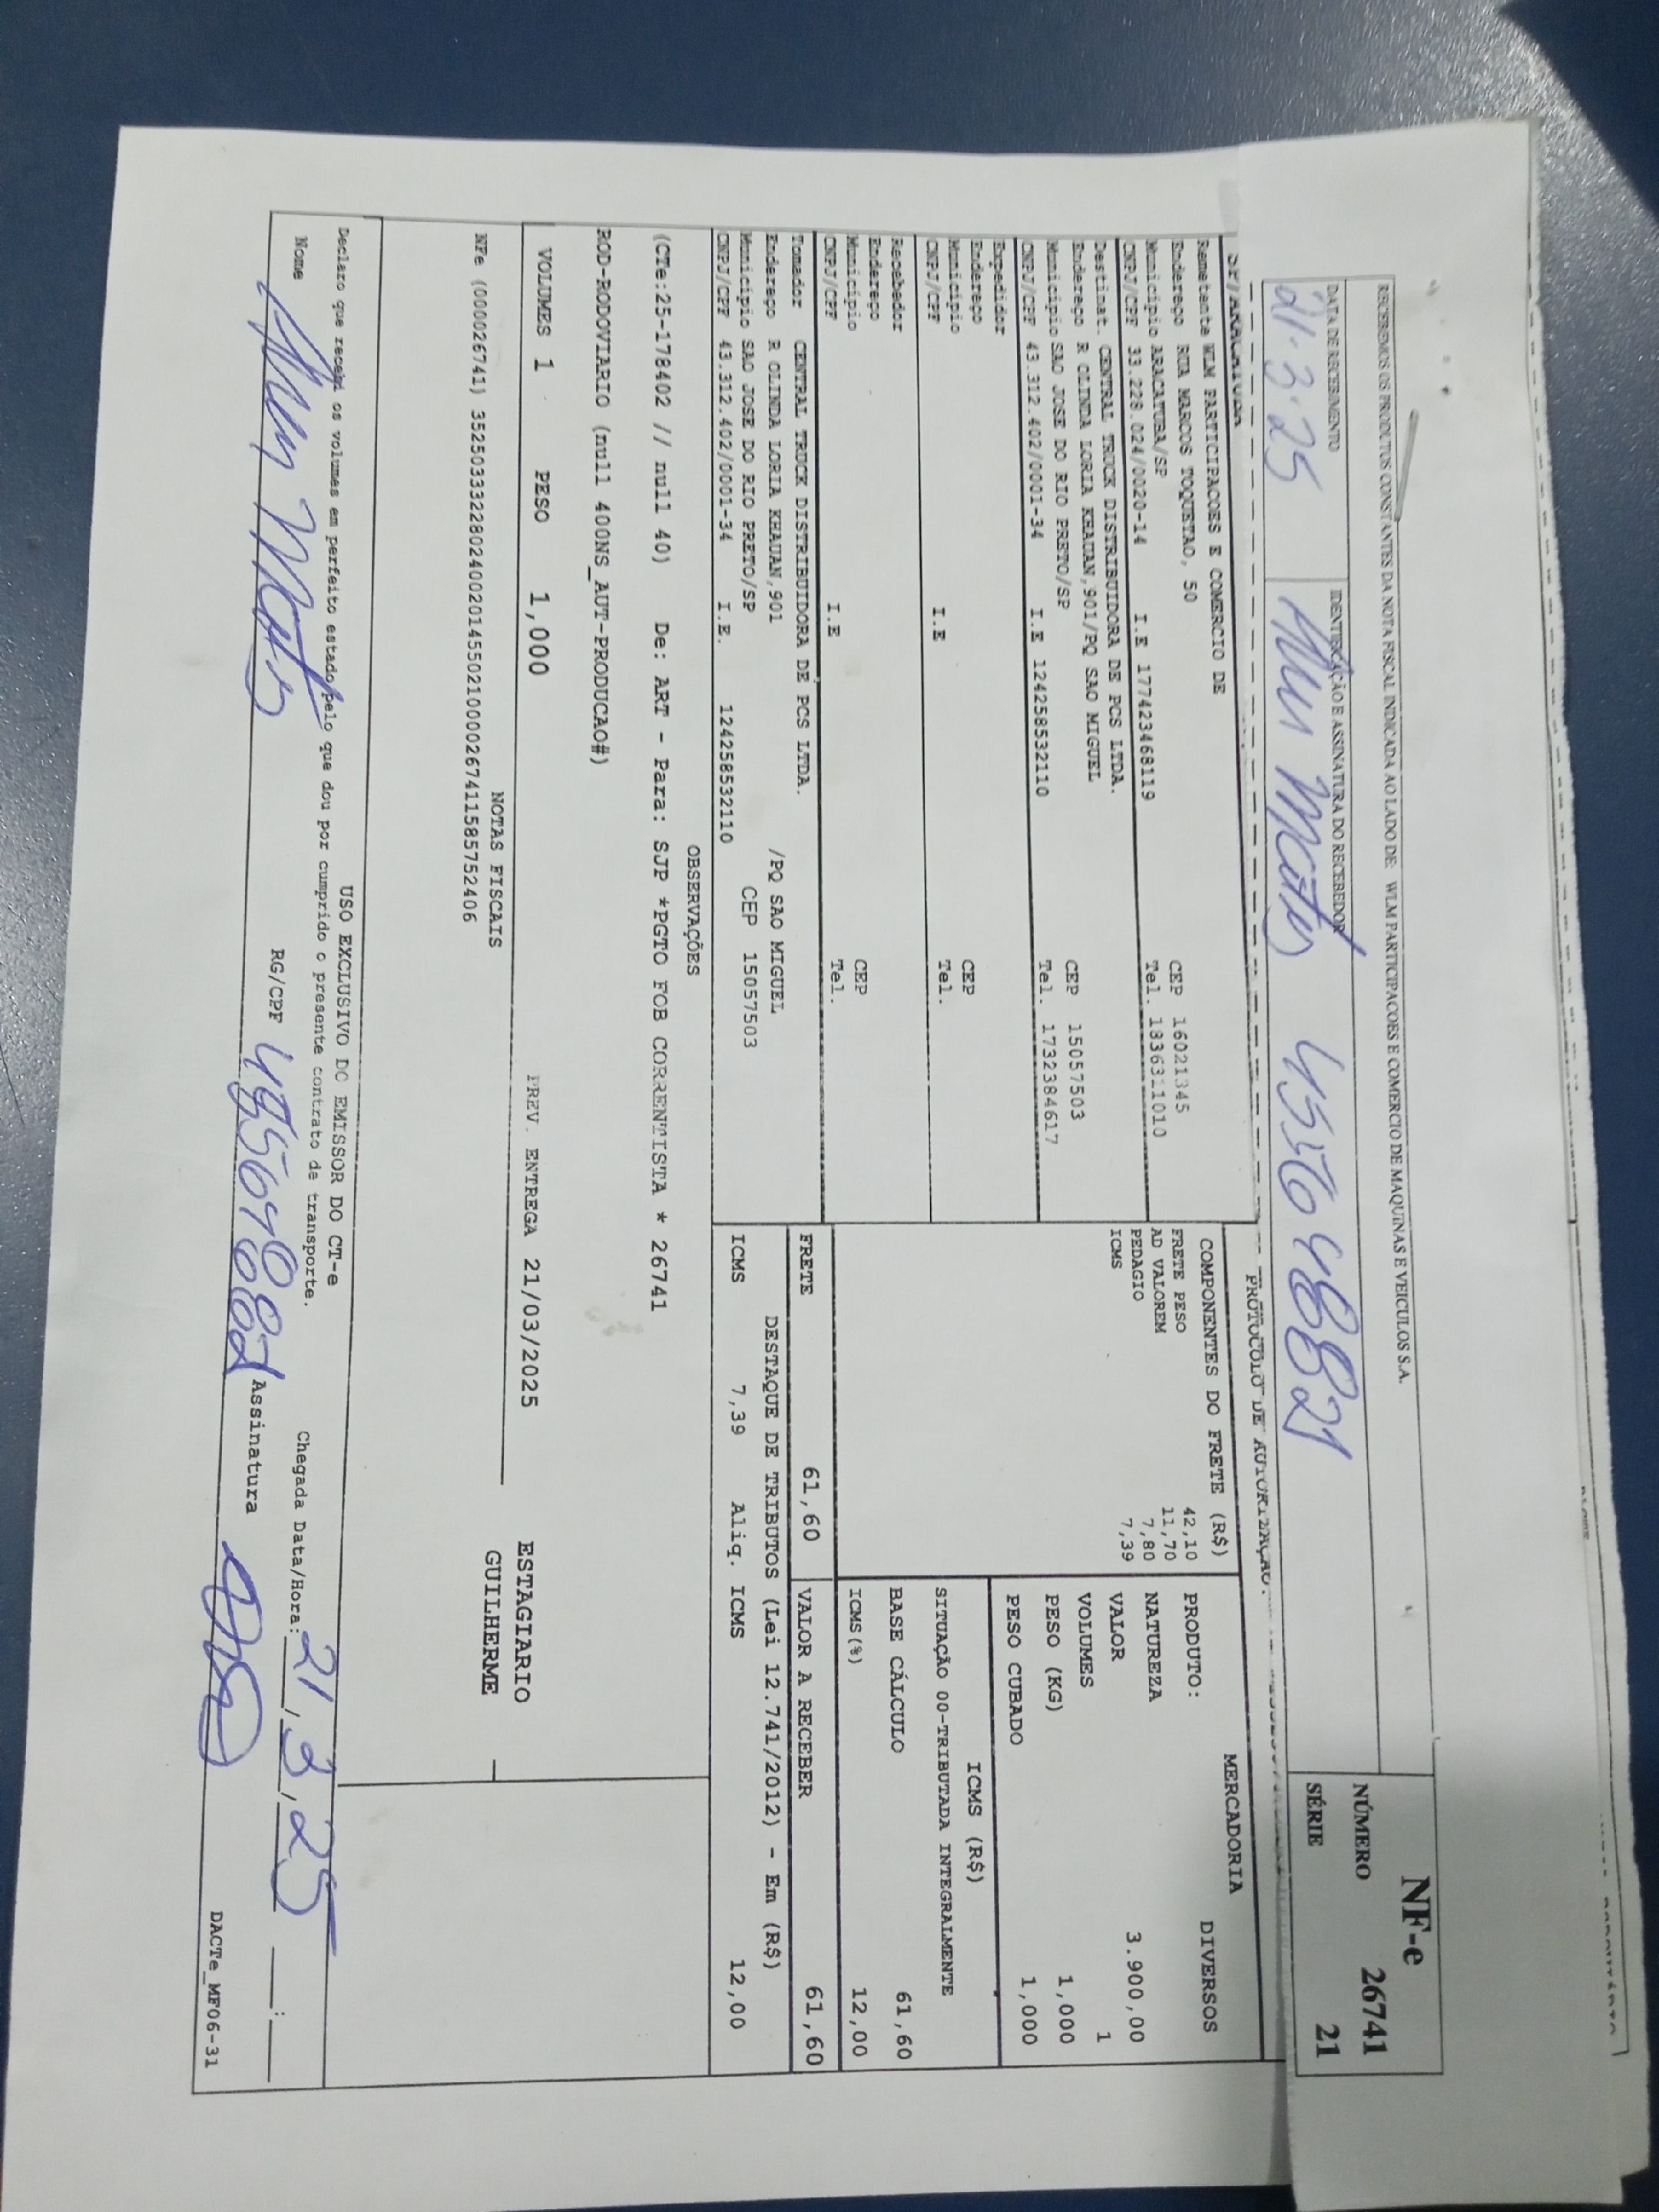 RECEBEMOS OS PRODUTOS CONSTANTES DA NOTA FISCAL INDICADA AO LADO DE: WLM PARTICIPACOES E COMERCIO DE MAQUINAS E VEICULOS S.A.
NF-e
NÚMERO 26741
SÉRIE 21
DATA DE RECEBIMENTO
21.3.25
IDENTIFICAÇÃO E ASSINATURA DO RECEBEDOR
PROTOCOLO DE AUTORIZAÇÃO:
Remetente WLM PARTICIPACOES E COMERCIO DE
Endereço RUA MARCOS TOQUETAO, 50
CEP 16021345
Municipio ARACATUBA/SP
Tel. 1836311010
CNPJ/CPF 33.228.024/0020-14 I.E 177423468119
Destinat. CENTRAL TRUCK DISTRIBUIDORA DE PCS LTDA.
Endereço R OLINDA LORIA KHAUAN,901/PQ SAO MIGUEL
CEP 15057503
Municipio SAO JOSE DO RIO PRETO/SP
Tel. 1732384617
CNPJ/CPF 43.312.402/0001-34 I.E 124258532110
Expedidor
Endereço
CEP
Municipio
Tel.
CNPJ/CPF I.E
Recebedor
Endereço
CEP
Municipio
Tel.
CNPJ/CPF I.E
Tomador CENTRAL TRUCK DISTRIBUIDORA DE PCS LTDA.
Endereço R OLINDA LORIA KHAUAN,901 /PQ SAO MIGUEL
Municipio SAO JOSE DO RIO PRETO/SP CEP 15057503
CNPJ/CPF 43.312.402/0001-34 I.E. 124258532110
COMPONENTES DO FRETE (R$)
FRETE PESO 42,10
AD VALOREM 11,70
PEDAGIO 7,80
ICMS 7,39
MERCADORIA
PRODUTO: DIVERSOS
NATUREZA
VALOR 3.900,00
VOLUMES 1
PESO (KG) 1,000
PESO CUBADO 1,000
ICMS (R$)
SITUAÇÃO 00-TRIBUTADA INTEGRALMENTE
BASE CÁLCULO 61,60
ICMS(%) 12,00
FRETE 61,60 VALOR A RECEBER 61,60
DESTAQUE DE TRIBUTOS (Lei 12.741/2012) - Em (R$)
ICMS 7,39 Aliq. ICMS 12,00
OBSERVAÇÕES
(CTe:25-178402 // null 40) De: ART - Para: SJP *PGTO FOB CORRENTISTA * 26741
ROD-RODOVIARIO (null 400NS_AUT-PRODUCAO#)
VOLUMES 1 PESO 1,000 PREV. ENTREGA 21/03/2025 ESTAGIARIO
GUILHERME
NOTAS FISCAIS
NFe (000026741) 35250333228024002014550210000267411585752406
USO EXCLUSIVO DO EMISSOR DO CT-e
Declaro que recebi os volumes em perfeito estado pelo que dou por cumprido o presente contrato de transporte.
Chegada Data/Hora: 21/3/25 __:__
Nome
RG/CPF
Assinatura
DACTe_MF06-31